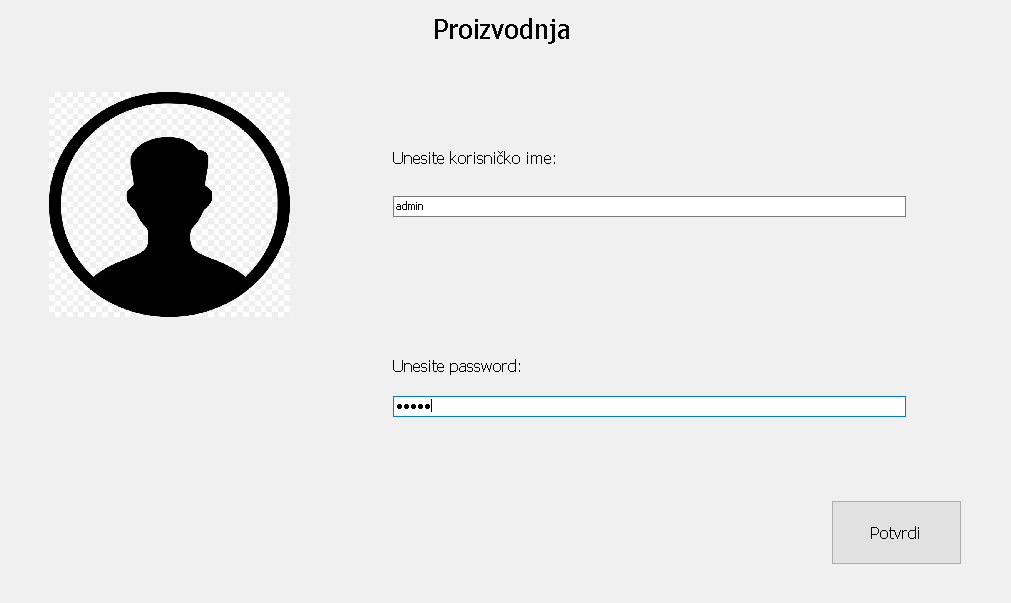 Proizvodnja
Unesite korisničko ime:
admin
Unesite password:
●●●●●
Potvrdi